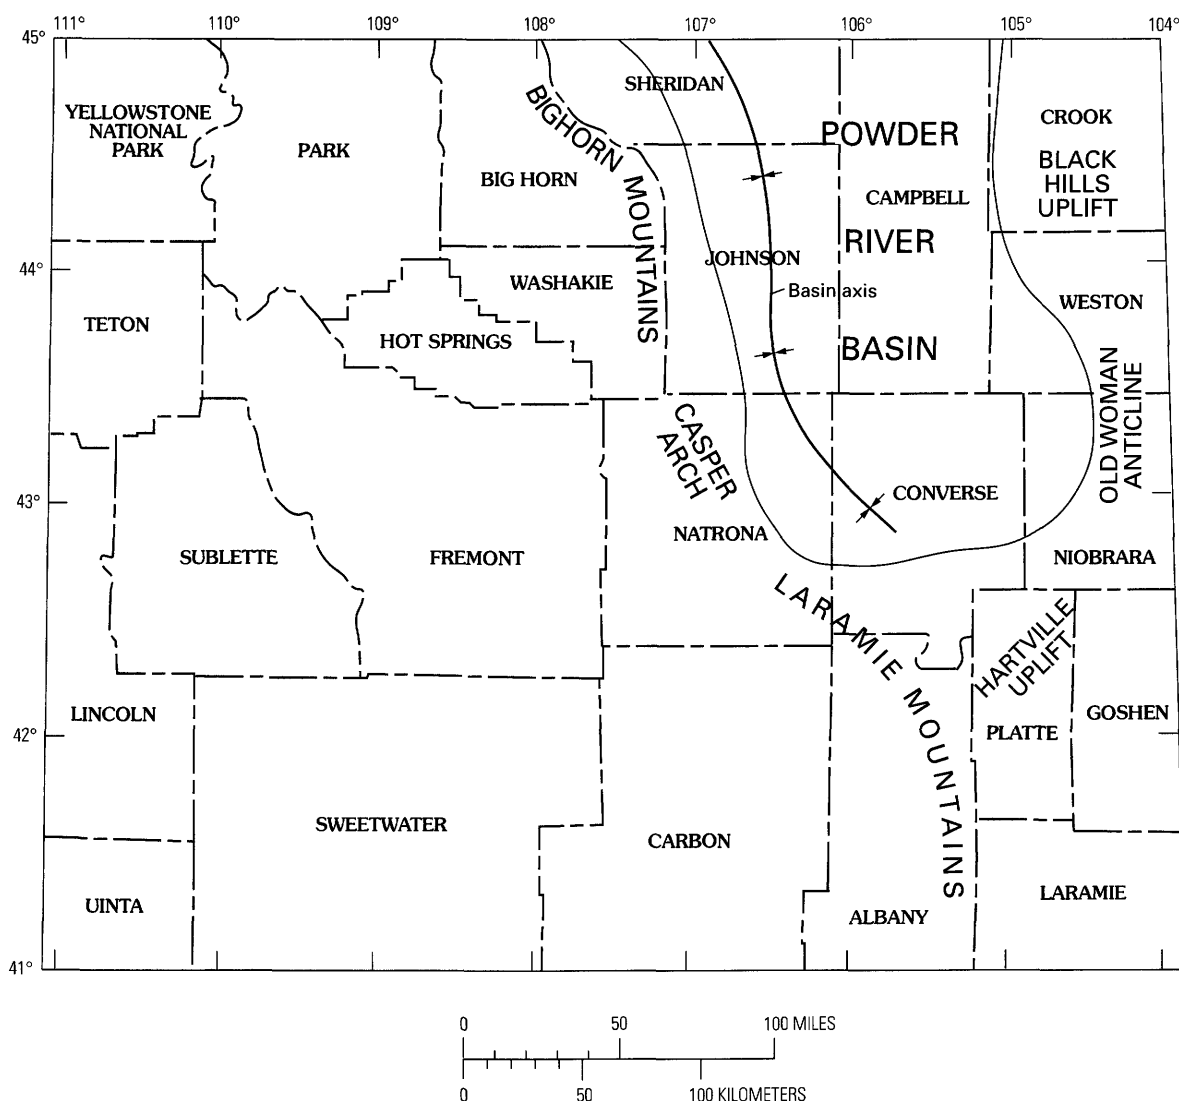 111°
110°
109°
108°
107°
106°
105°
104°
45°
SHERIDAN
YELLOWSTONE
NATIONAL
PARK
PARK
BIG HORN
BIGHORN MOUNTAINS
POWDER
CROOK
BLACK
HILLS
UPLIFT
CAMPBELL
RIVER
JOHNSON
44°
WASHAKIE
Basin axis
WESTON
TETON
HOT SPRINGS
BASIN
OLD WOMAN
ANTICLINE
CASPER
ARCH
43°
CONVERSE
NATRONA
SUBLETTE
FREMONT
NIOBRARA
LARAMIE MOUNTAINS
HARTVILLE
UPLIFT
LINCOLN
GOSHEN
42°
PLATTE
SWEETWATER
CARBON
UINTA
ALBANY
LARAMIE
41°
0
50
100 MILES
0
50
100 KILOMETERS